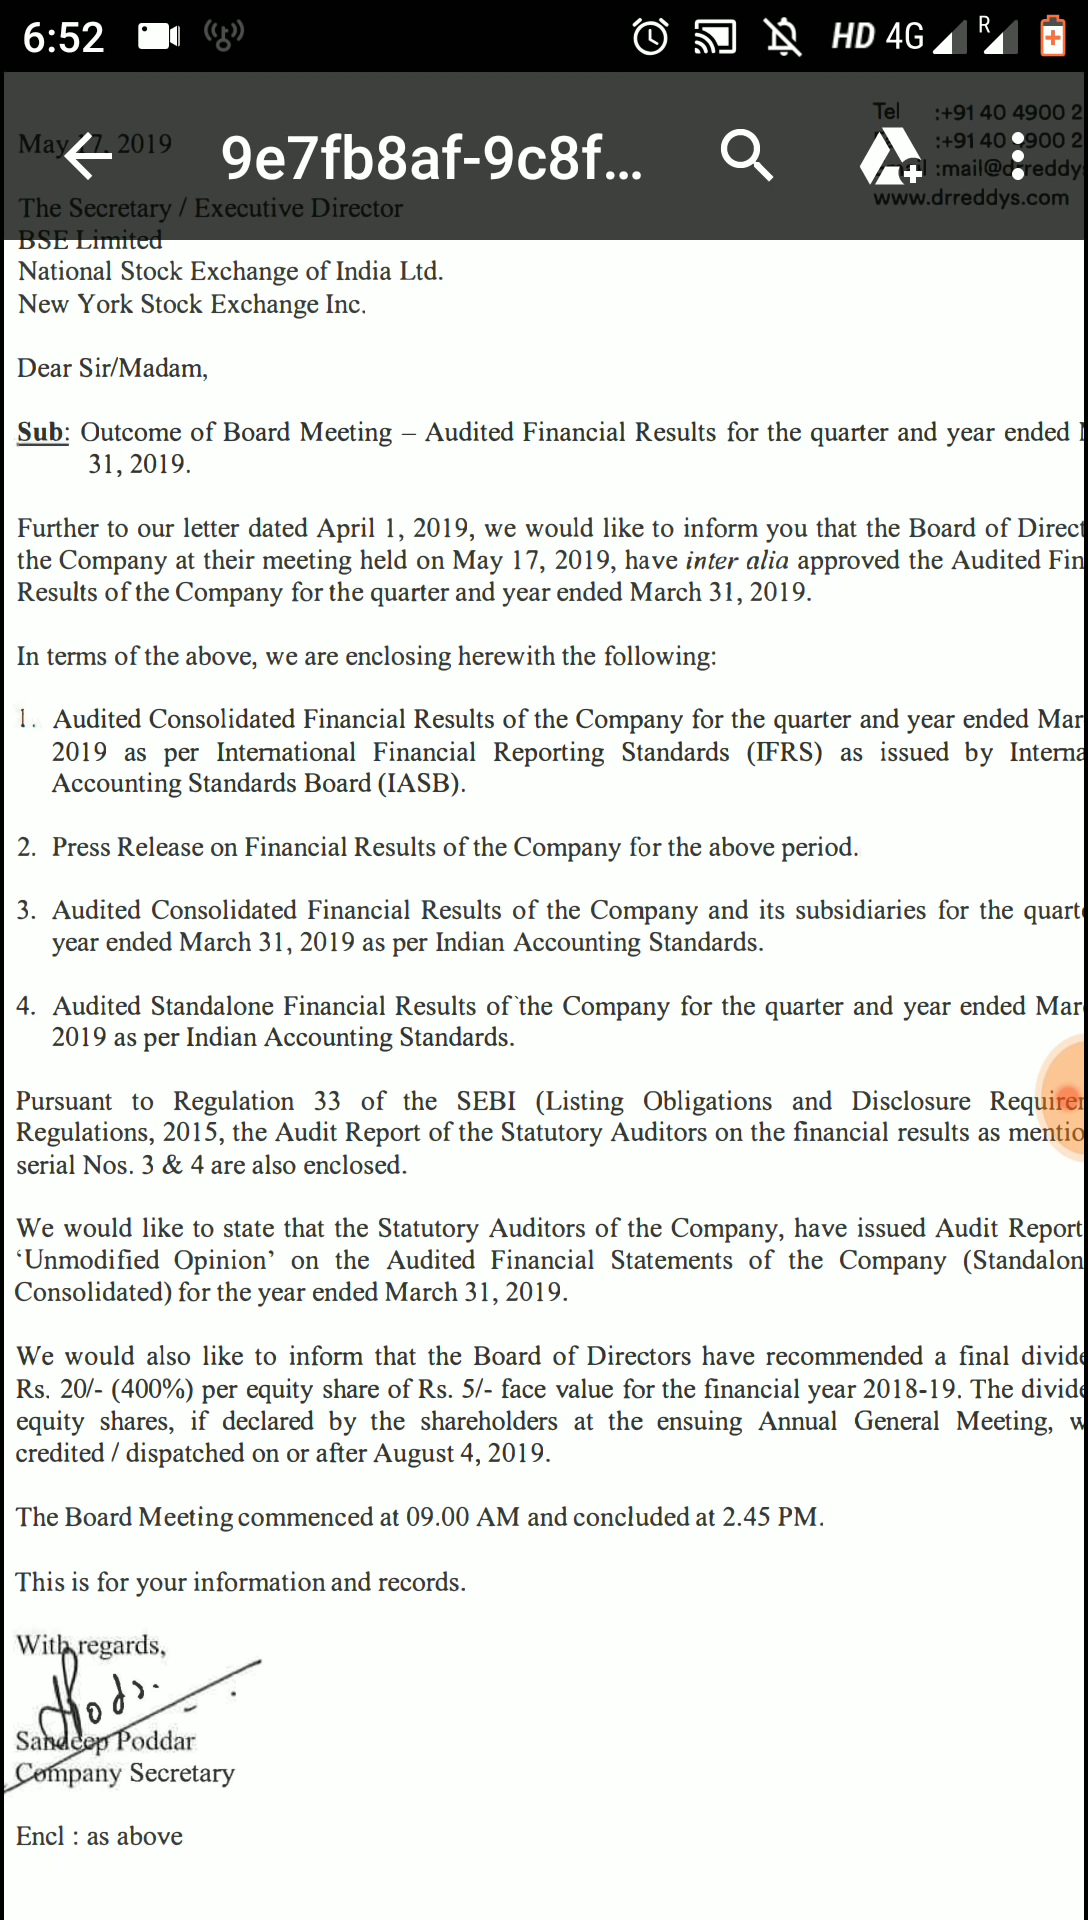 6:52 HD 4G R
Tel :+91 40 4900 2
May 17, 2019 :+91 40 4900 2
9e7fb8af-9c8f...
:mail@drreddy
The Secretary / Executive Director www.drreddys.com
BSE Limited
National Stock Exchange of India Ltd.
New York Stock Exchange Inc.
Dear Sir/Madam,
Sub: Outcome of Board Meeting – Audited Financial Results for the quarter and year ended
31, 2019.
Further to our letter dated April 1, 2019, we would like to inform you that the Board of Direct
the Company at their meeting held on May 17, 2019, have inter alia approved the Audited Fin
Results of the Company for the quarter and year ended March 31, 2019.
In terms of the above, we are enclosing herewith the following:
1. Audited Consolidated Financial Results of the Company for the quarter and year ended Mar
2019 as per International Financial Reporting Standards (IFRS) as issued by Interna
Accounting Standards Board (IASB).
2. Press Release on Financial Results of the Company for the above period.
3. Audited Consolidated Financial Results of the Company and its subsidiaries for the quarte
year ended March 31, 2019 as per Indian Accounting Standards.
4. Audited Standalone Financial Results of the Company for the quarter and year ended Marc
2019 as per Indian Accounting Standards.
Pursuant to Regulation 33 of the SEBI (Listing Obligations and Disclosure Requirem
Regulations, 2015, the Audit Report of the Statutory Auditors on the financial results as mentio
serial Nos. 3 & 4 are also enclosed.
We would like to state that the Statutory Auditors of the Company, have issued Audit Report
‘Unmodified Opinion’ on the Audited Financial Statements of the Company (Standalon
Consolidated) for the year ended March 31, 2019.
We would also like to inform that the Board of Directors have recommended a final divide
Rs. 20/- (400%) per equity share of Rs. 5/- face value for the financial year 2018-19. The divide
equity shares, if declared by the shareholders at the ensuing Annual General Meeting, w
credited / dispatched on or after August 4, 2019.
The Board Meeting commenced at 09.00 AM and concluded at 2.45 PM.
This is for your information and records.
With regards,
Sandeep Poddar
Company Secretary
Encl : as above